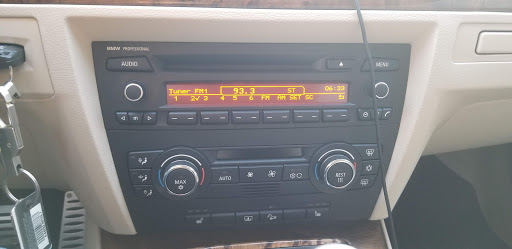 BMW PROFESSIONAL
AUDIO
MENU
Tuner FM1 93.3 ST 06:33
1 2√ 3 4 5 6 FM AM SET SC
MAX
AUTO
REST